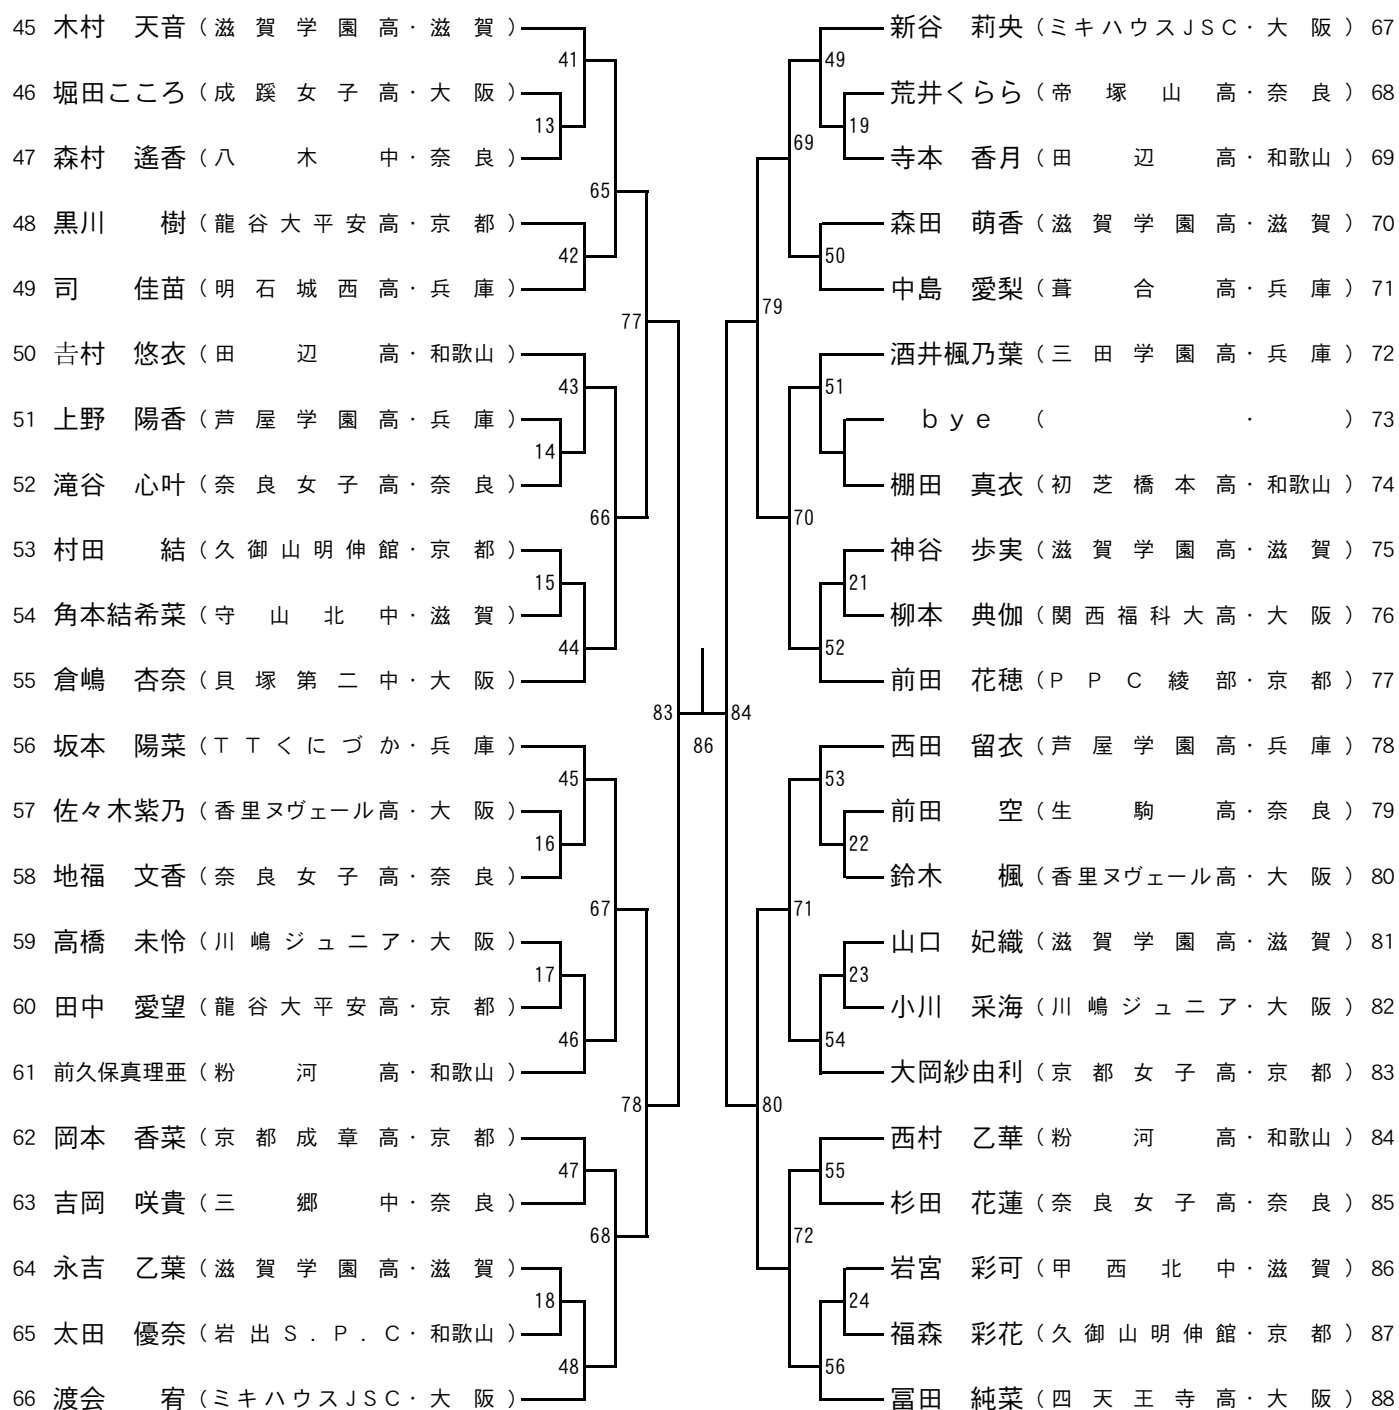 45 木村 天音 (滋賀学園高・滋賀)
46 堀田こころ (成蹊女子高・大阪)
47 森村 遙香 (八木中・奈良)
48 黒川 樹 (龍谷大平安高・京都)
49 司 佳苗 (明石城西高・兵庫)
50 𠮷村 悠衣 (田辺高・和歌山)
51 上野 陽香 (芦屋学園高・兵庫)
52 滝谷 心叶 (奈良女子高・奈良)
53 村田 結 (久御山明伸館・京都)
54 角本結希菜 (守山北中・滋賀)
55 倉嶋 杏奈 (貝塚第二中・大阪)
56 坂本 陽菜 (TTくにづか・兵庫)
57 佐々木紫乃 (香里ヌヴェール高・大阪)
58 地福 文香 (奈良女子高・奈良)
59 高橋 未怜 (川嶋ジュニア・大阪)
60 田中 愛望 (龍谷大平安高・京都)
61 前久保真理亜 (粉河高・和歌山)
62 岡本 香菜 (京都成章高・京都)
63 吉岡 咲貴 (三郷中・奈良)
64 永吉 乙葉 (滋賀学園高・滋賀)
65 太田 優奈 (岩出S.P.C・和歌山)
66 渡会 宥 (ミキハウスJSC・大阪)
41
13
65
42
77
43
14
66
15
44
83
86
84
45
16
67
17
46
78
47
68
18
48
49
19
69
50
79
51
70
21
52
53
22
71
23
54
80
55
72
24
56
新谷 莉央 (ミキハウスJSC・大阪) 67
荒井くらら (帝塚山高・奈良) 68
寺本 香月 (田辺高・和歌山) 69
森田 萌香 (滋賀学園高・滋賀) 70
中島 愛梨 (葺合高・兵庫) 71
酒井楓乃葉 (三田学園高・兵庫) 72
bye ( ・ ) 73
棚田 真衣 (初芝橋本高・和歌山) 74
神谷 歩実 (滋賀学園高・滋賀) 75
柳本 典伽 (関西福科大高・大阪) 76
前田 花穂 (PPC綾部・京都) 77
西田 留衣 (芦屋学園高・兵庫) 78
前田 空 (生駒高・奈良) 79
鈴木 楓 (香里ヌヴェール高・大阪) 80
山口 妃織 (滋賀学園高・滋賀) 81
小川 采海 (川嶋ジュニア・大阪) 82
大岡紗由利 (京都女子高・京都) 83
西村 乙華 (粉河高・和歌山) 84
杉田 花蓮 (奈良女子高・奈良) 85
岩宮 彩可 (甲西北中・滋賀) 86
福森 彩花 (久御山明伸館・京都) 87
冨田 純菜 (四天王寺高・大阪) 88